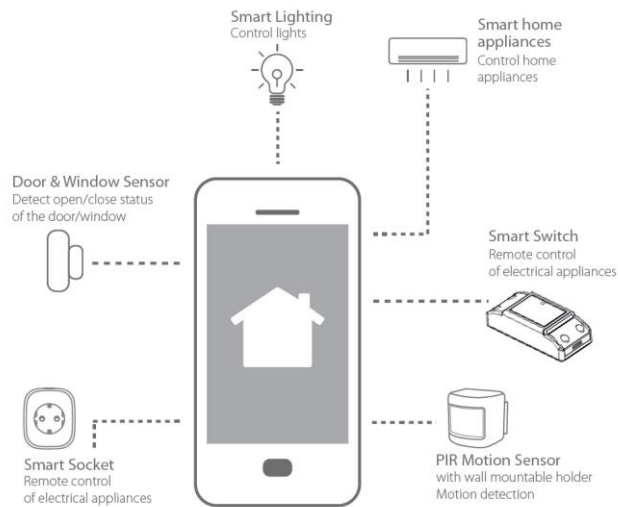 Smart Lighting
Control lights
Smart home
appliances
Control home
appliances
Door & Window Sensor
Detect open/close status
of the door/window
Smart Switch
Remote control
of electrical appliances
Smart Socket
Remote control
of electrical appliances
PIR Motion Sensor
with wall mountable holder
Motion detection